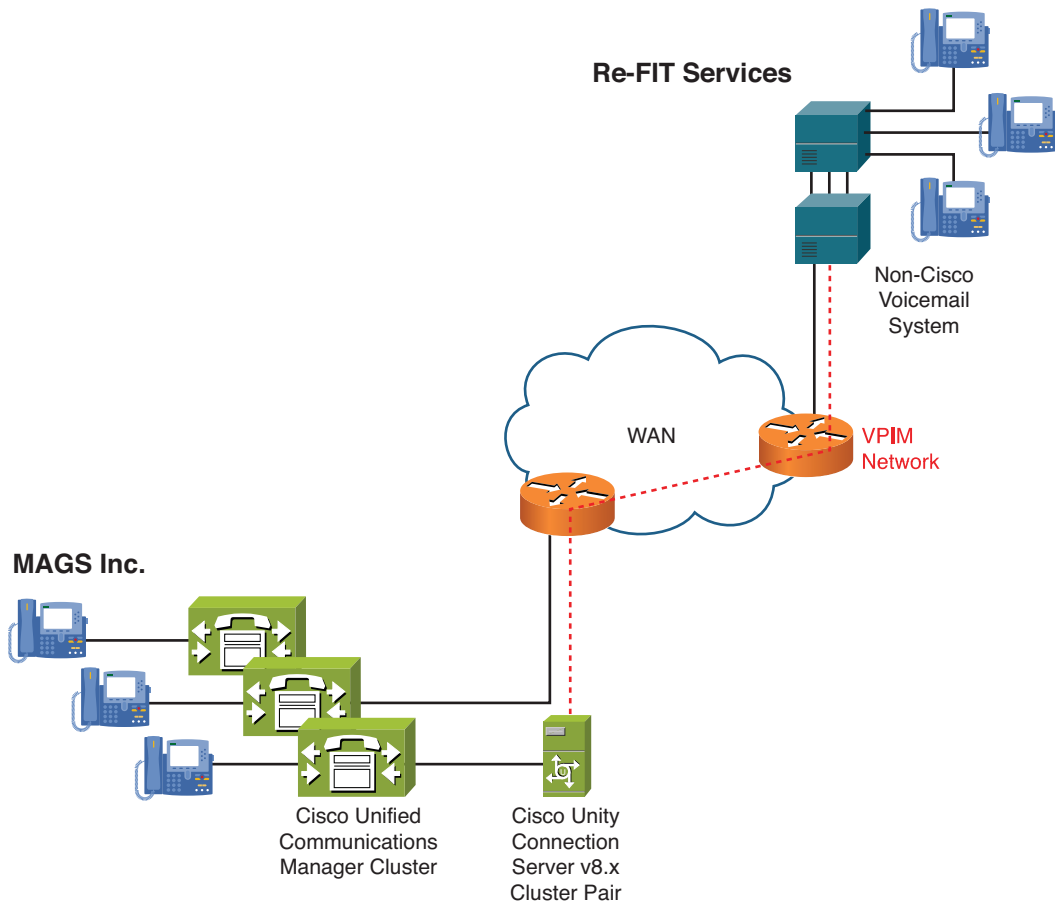 Re-FIT Services
Non-Cisco
Voicemail
System
WAN
VPIM
Network
MAGS Inc.
Cisco Unified
Communications
Manager Cluster
Cisco Unity
Connection
Server v8.x
Cluster Pair